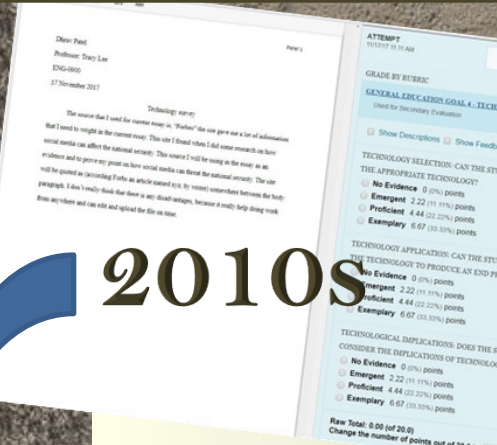 Dhruv Patel
Patel 1
Professor: Tracy Lee
ENG-0900
17 November 2017
Technology survey
The source that I used for current essay is, "Forbes" the site gave me a lot of information
that I need to weight in the current essay. This site I found when I did some research on how
social media can affect the national security. This source I will be using in the essay as an
evidence and to prove my point on how social media can threat the national security. The site
will be quoted as (according Forbs an article named xyz, by writer) somewhere between the body
paragraph. I don's really think that there is any disadvantages, because it really help doing work
from anywhere and can edit and upload the file on time.
2010s
ATTEMPT
11/17/17 11:11 AM
GRADE BY RUBRIC
GENERAL EDUCATION GOAL 4 - TECH
Used for Secondary Evaluation
Show Descriptions Show Feedb
TECHNOLOGY SELECTION: CAN THE STU
THE APPROPRIATE TECHNOLOGY?
No Evidence 0 (0%) points
Emergent 2.22 (11.11%) points
Proficient 4.44 (22.22%) points
Exemplary 6.67 (33.33%) points
TECHNOLOGY APPLICATION: CAN THE STU
THE TECHNOLOGY TO PRODUCE AN END P
No Evidence 0 (0%) points
Emergent 2.22 (11.11%) points
Proficient 4.44 (22.22%) points
Exemplary 6.67 (33.33%) points
TECHNOLOGICAL IMPLICATIONS: DOES THE S
CONSIDER THE IMPLICATIONS OF TECHNOLOG
No Evidence 0 (0%) points
Emergent 2.22 (11.11%) points
Proficient 4.44 (22.22%) points
Exemplary 6.67 (33.33%) points
Raw Total: 0.00 (of 20.0)
Change the number of points out of